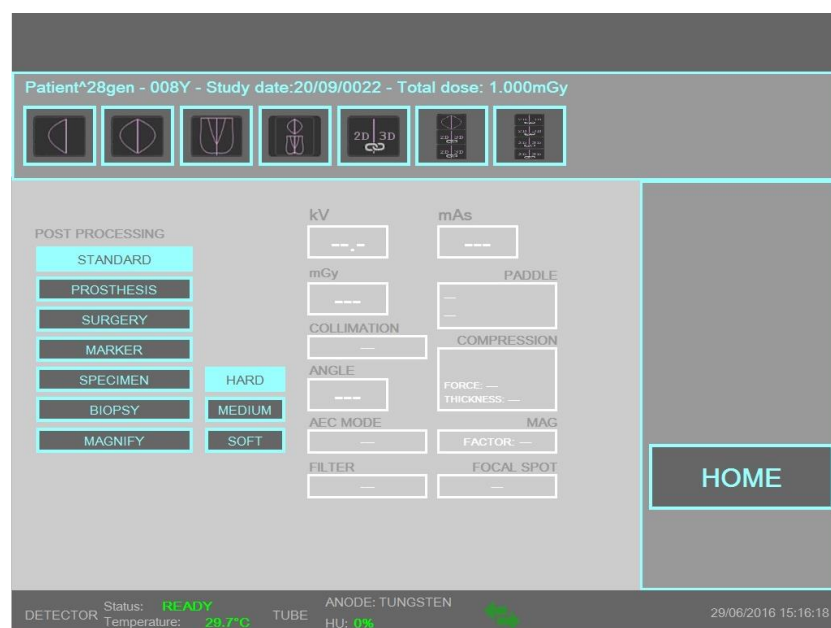 Patient^28gen - 008Y - Study date:20/09/0022 - Total dose: 1.000mGy
2D 3D
kV mAs
POST PROCESSING
STANDARD --.- ---
PROSTHESIS mGy PADDLE
SURGERY --- ---
---
MARKER COLLIMATION COMPRESSION
---
SPECIMEN HARD ANGLE FORCE: ---
BIOPSY MEDIUM --- THICKNESS: ---
AEC MODE MAG
MAGNIFY SOFT --- FACTOR: ---
FILTER FOCAL SPOT
--- ---
HOME
DETECTOR Status: READY TUBE ANODE: TUNGSTEN 29/06/2016 15:16:18
Temperature: 29.7°C HU: 0%